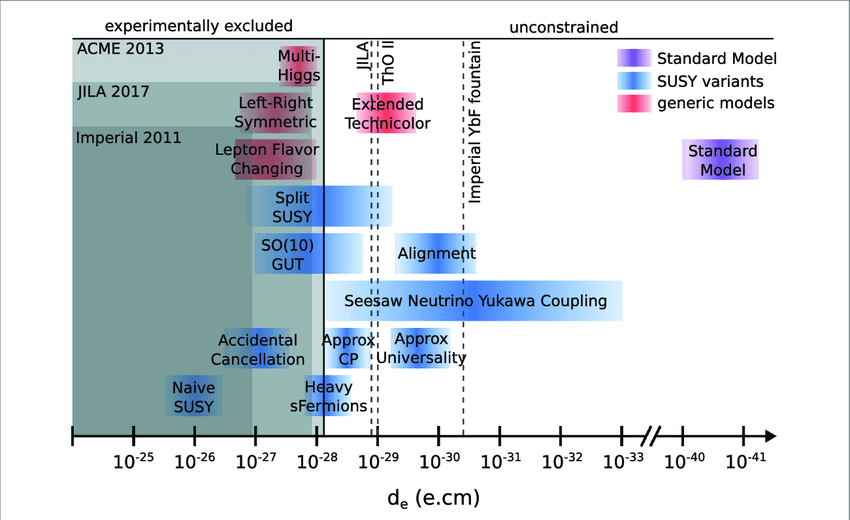 experimentally excluded
unconstrained
ACME 2013
JILA 2017
Imperial 2011
Multi-
Higgs
Left-Right
Symmetric
Lepton Flavor
Changing
Extended
Technicolor
JILA
ThO II
Imperial YbF fountain
Standard Model
SUSY variants
generic models
Standard
Model
Split
SUSY
SO(10)
GUT
Alignment
Seesaw Neutrino Yukawa Coupling
Accidental
Cancellation
Approx
CP
Approx
Universality
Naive
SUSY
Heavy
sFermions
10-25 10-26 10-27 10-28 10-29 10-30 10-31 10-32 10-33 10-40 10-41
de (e.cm)